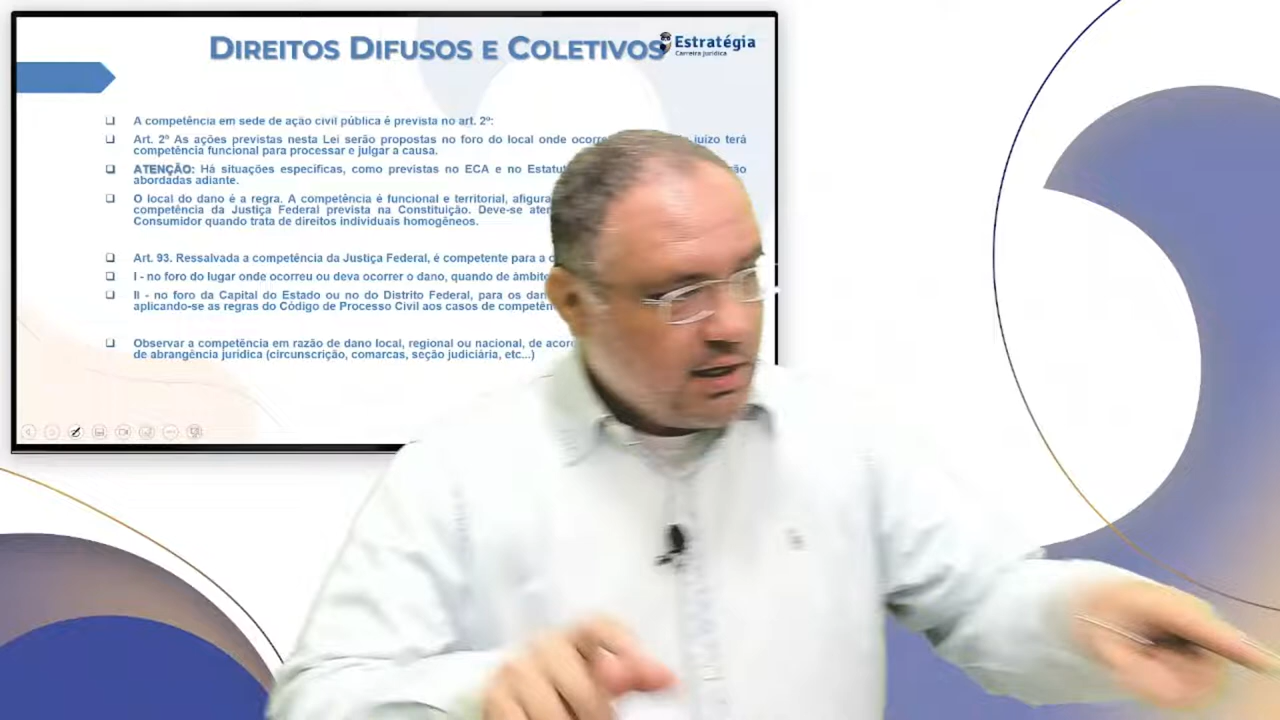 DIREITOS DIFUSOS E COLETIVOS
Estratégia
Carreira Jurídica
A competência em sede de ação civil pública é prevista no art. 2º:
Art. 2º As ações previstas nesta Lei serão propostas no foro do local onde ocorre juízo terá
competência funcional para processar e julgar a causa.
ATENÇÃO: Há situações específicas, como previstas no ECA e no Estatut
abordadas adiante.
O local do dano é a regra. A competência é funcional e territorial, afigura
competência da Justiça Federal prevista na Constituição. Deve-se aten
Consumidor quando trata de direitos individuais homogêneos.
Art. 93. Ressalvada a competência da Justiça Federal, é competente para a
I - no foro do lugar onde ocorreu ou deva ocorrer o dano, quando de âmbito
II - no foro da Capital do Estado ou no do Distrito Federal, para os dan
aplicando-se as regras do Código de Processo Civil aos casos de competên
Observar a competência em razão de dano local, regional ou nacional, de acor
de abrangência jurídica (circunscrição, comarcas, seção judiciária, etc...)